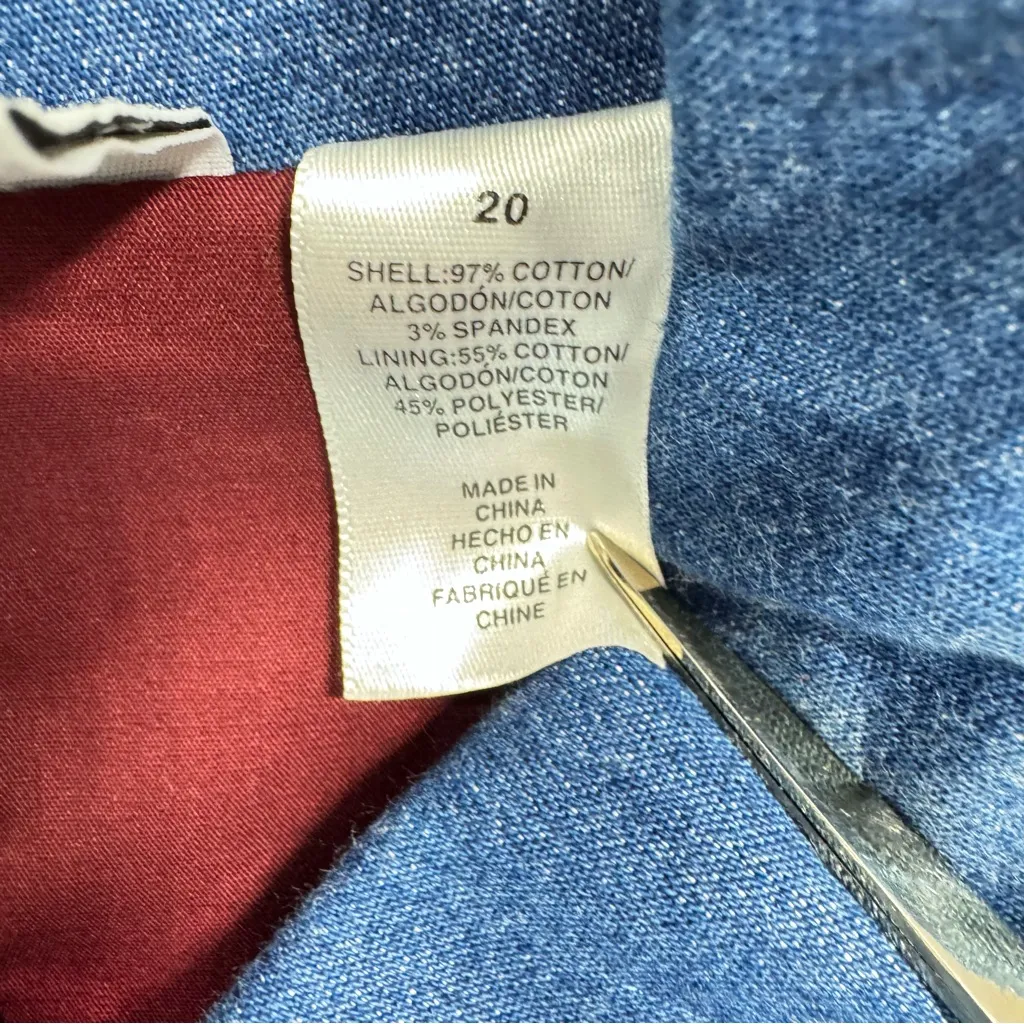 20
SHELL:97% COTTON/
ALGODÓN/COTON
3% SPANDEX
LINING:55% COTTON/
ALGODÓN/COTON
45% POLYESTER/
POLIÉSTER
MADE IN
CHINA
HECHO EN
CHINA
FABRIQUÉ EN
CHINE